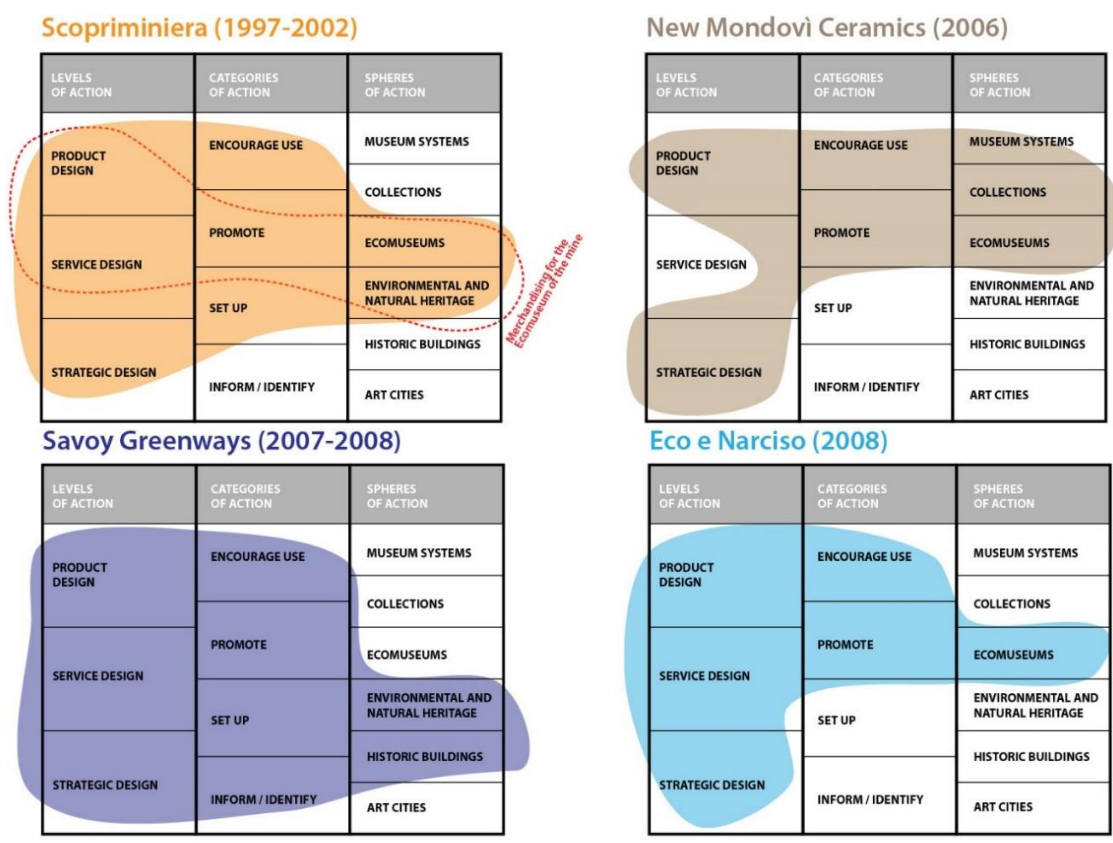 Scopriminiera (1997-2002)
LEVELS
OF ACTION
CATEGORIES
OF ACTION
SPHERES
OF ACTION
PRODUCT
DESIGN
SERVICE DESIGN
STRATEGIC DESIGN
ENCOURAGE USE
PROMOTE
SET UP
INFORM / IDENTIFY
MUSEUM SYSTEMS
COLLECTIONS
ECOMUSEUMS
ENVIRONMENTAL AND
NATURAL HERITAGE
HISTORIC BUILDINGS
ART CITIES
Merchandising for the
Ecomuseum of the mine
New Mondovì Ceramics (2006)
LEVELS
OF ACTION
CATEGORIES
OF ACTION
SPHERES
OF ACTION
PRODUCT
DESIGN
SERVICE DESIGN
STRATEGIC DESIGN
ENCOURAGE USE
PROMOTE
SET UP
INFORM / IDENTIFY
MUSEUM SYSTEMS
COLLECTIONS
ECOMUSEUMS
ENVIRONMENTAL AND
NATURAL HERITAGE
HISTORIC BUILDINGS
ART CITIES
Savoy Greenways (2007-2008)
LEVELS
OF ACTION
CATEGORIES
OF ACTION
SPHERES
OF ACTION
PRODUCT
DESIGN
SERVICE DESIGN
STRATEGIC DESIGN
ENCOURAGE USE
PROMOTE
SET UP
INFORM / IDENTIFY
MUSEUM SYSTEMS
COLLECTIONS
ECOMUSEUMS
ENVIRONMENTAL AND
NATURAL HERITAGE
HISTORIC BUILDINGS
ART CITIES
Eco e Narciso (2008)
LEVELS
OF ACTION
CATEGORIES
OF ACTION
SPHERES
OF ACTION
PRODUCT
DESIGN
SERVICE DESIGN
STRATEGIC DESIGN
ENCOURAGE USE
PROMOTE
SET UP
INFORM / IDENTIFY
MUSEUM SYSTEMS
COLLECTIONS
ECOMUSEUMS
ENVIRONMENTAL AND
NATURAL HERITAGE
HISTORIC BUILDINGS
ART CITIES